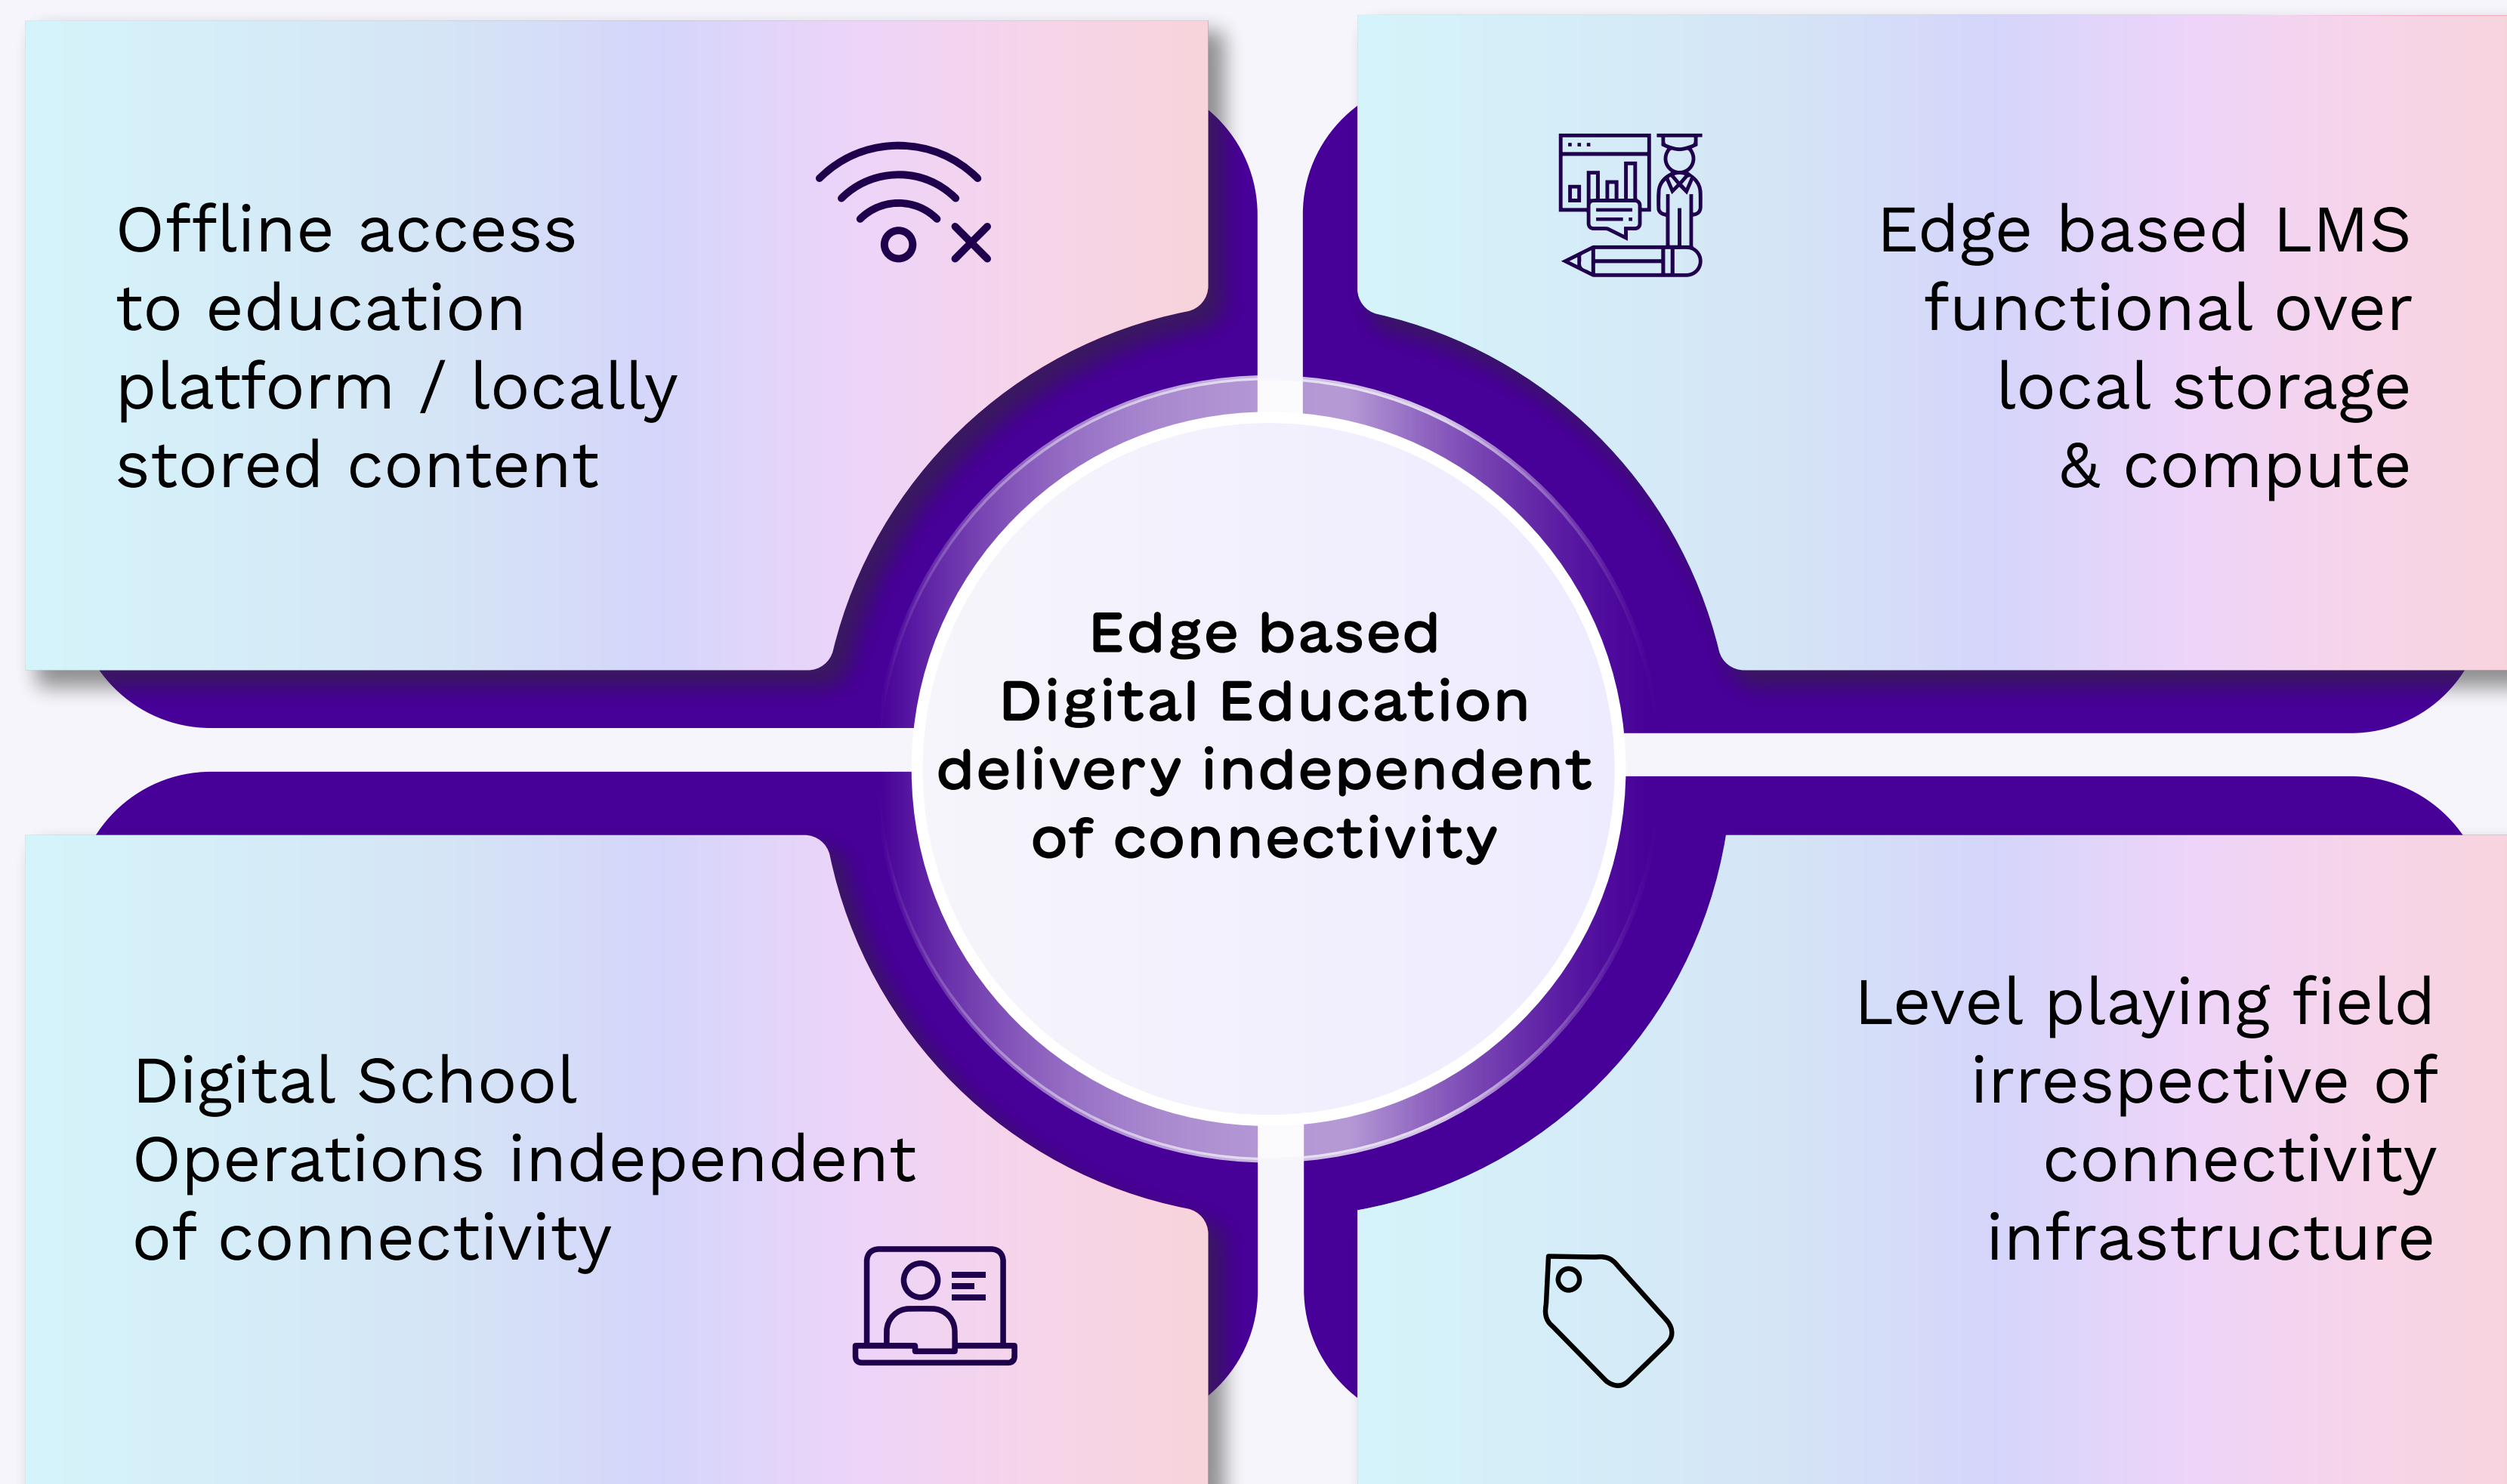 Offline access
to education
platform / locally
stored content
Edge based LMS
functional over
local storage
& compute
Edge based
Digital Education
delivery independent
of connectivity
Digital School
Operations independent
of connectivity
Level playing field
irrespective of
connectivity
infrastructure